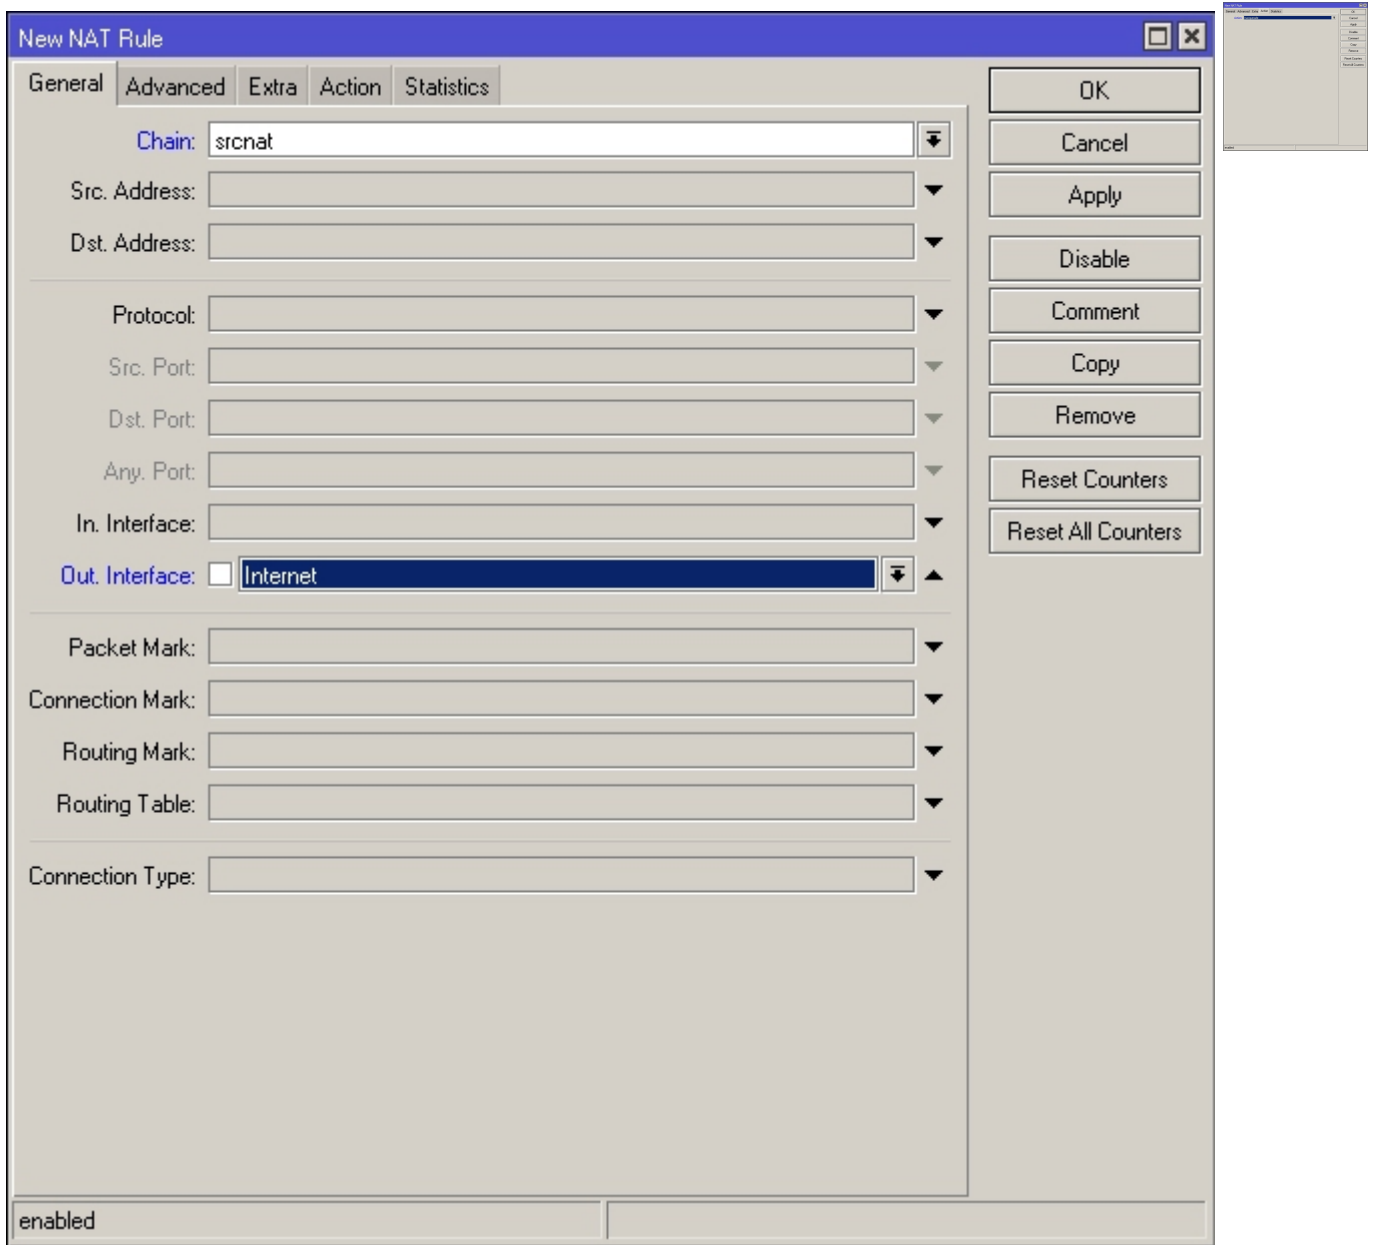 New NAT Rule
General Advanced Extra Action Statistics
Chain: srcnat
Src. Address:
Dst. Address:
Protocol:
Src. Port:
Dst. Port:
Any. Port:
In. Interface:
Out. Interface: Internet
Packet Mark:
Connection Mark:
Routing Mark:
Routing Table:
Connection Type:
enabled
OK
Cancel
Apply
Disable
Comment
Copy
Remove
Reset Counters
Reset All Counters